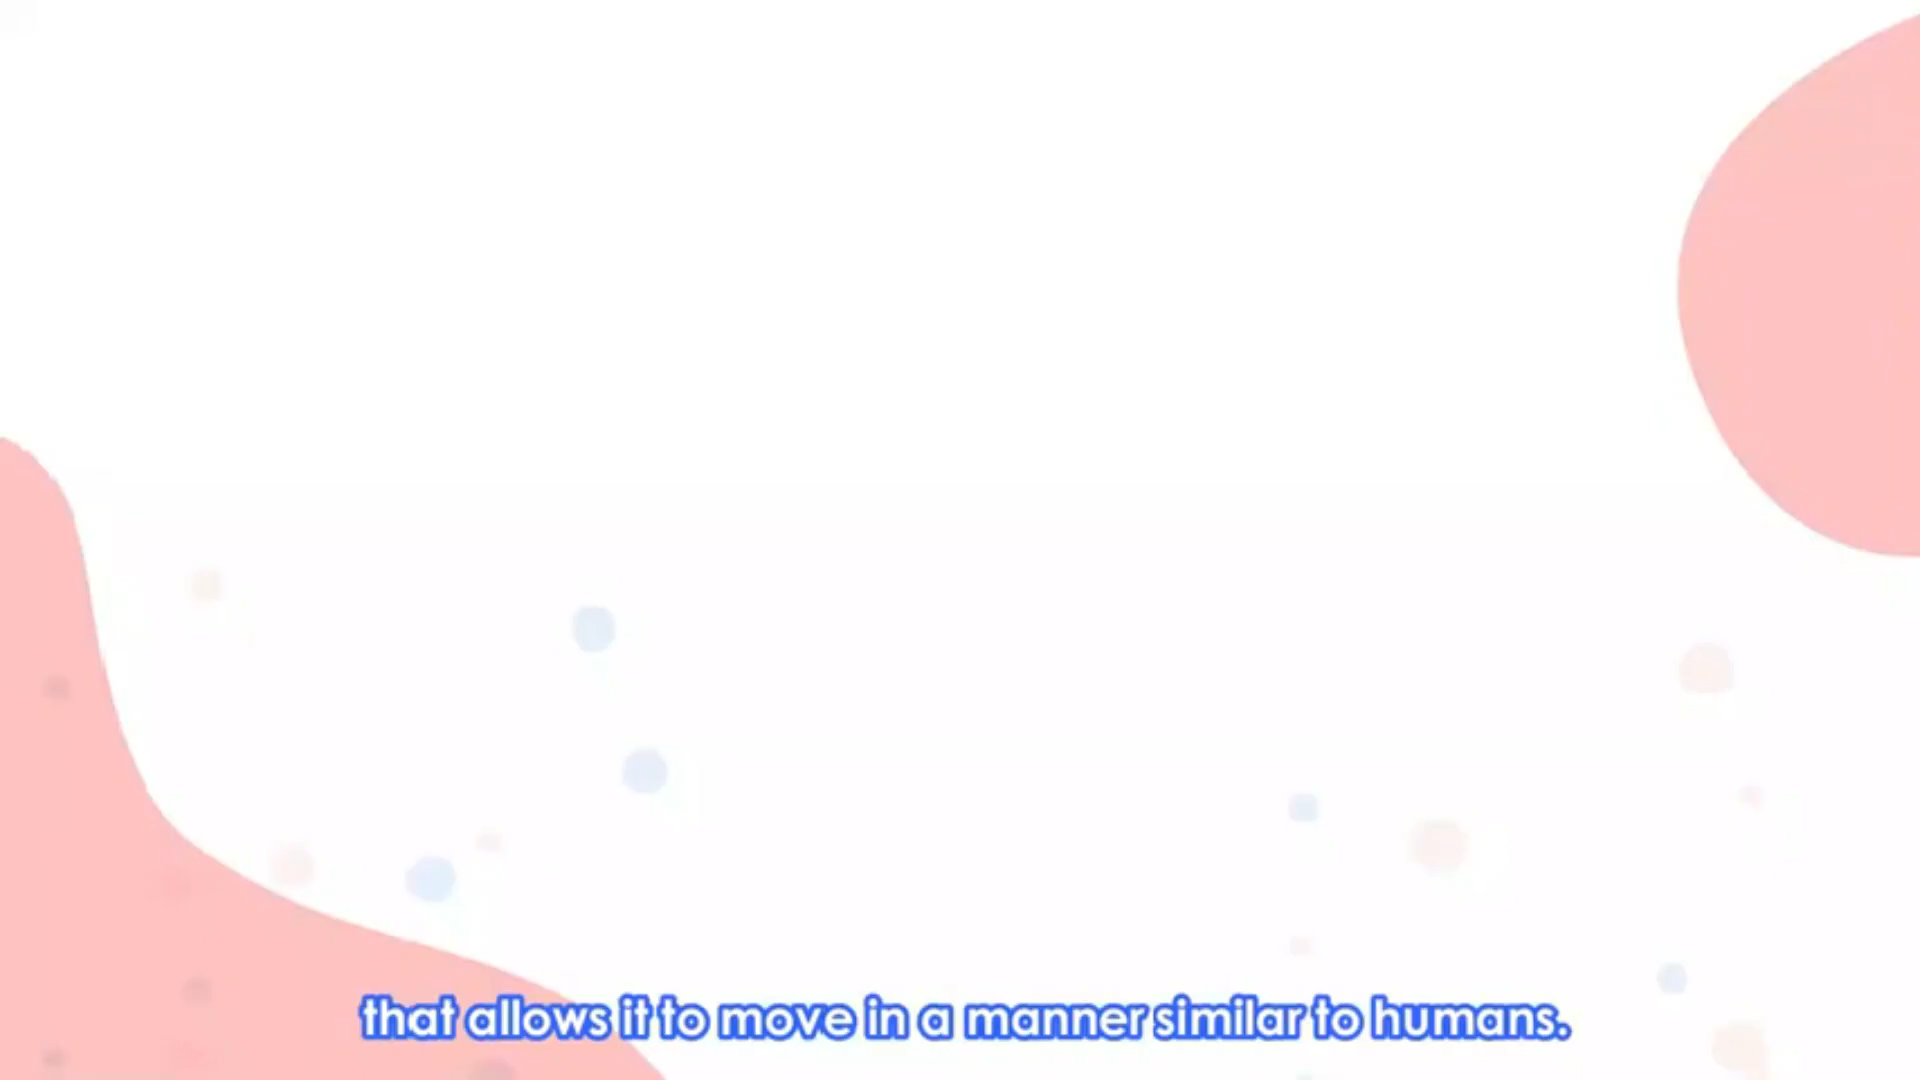 that allows it to move in a manner similar to humans.